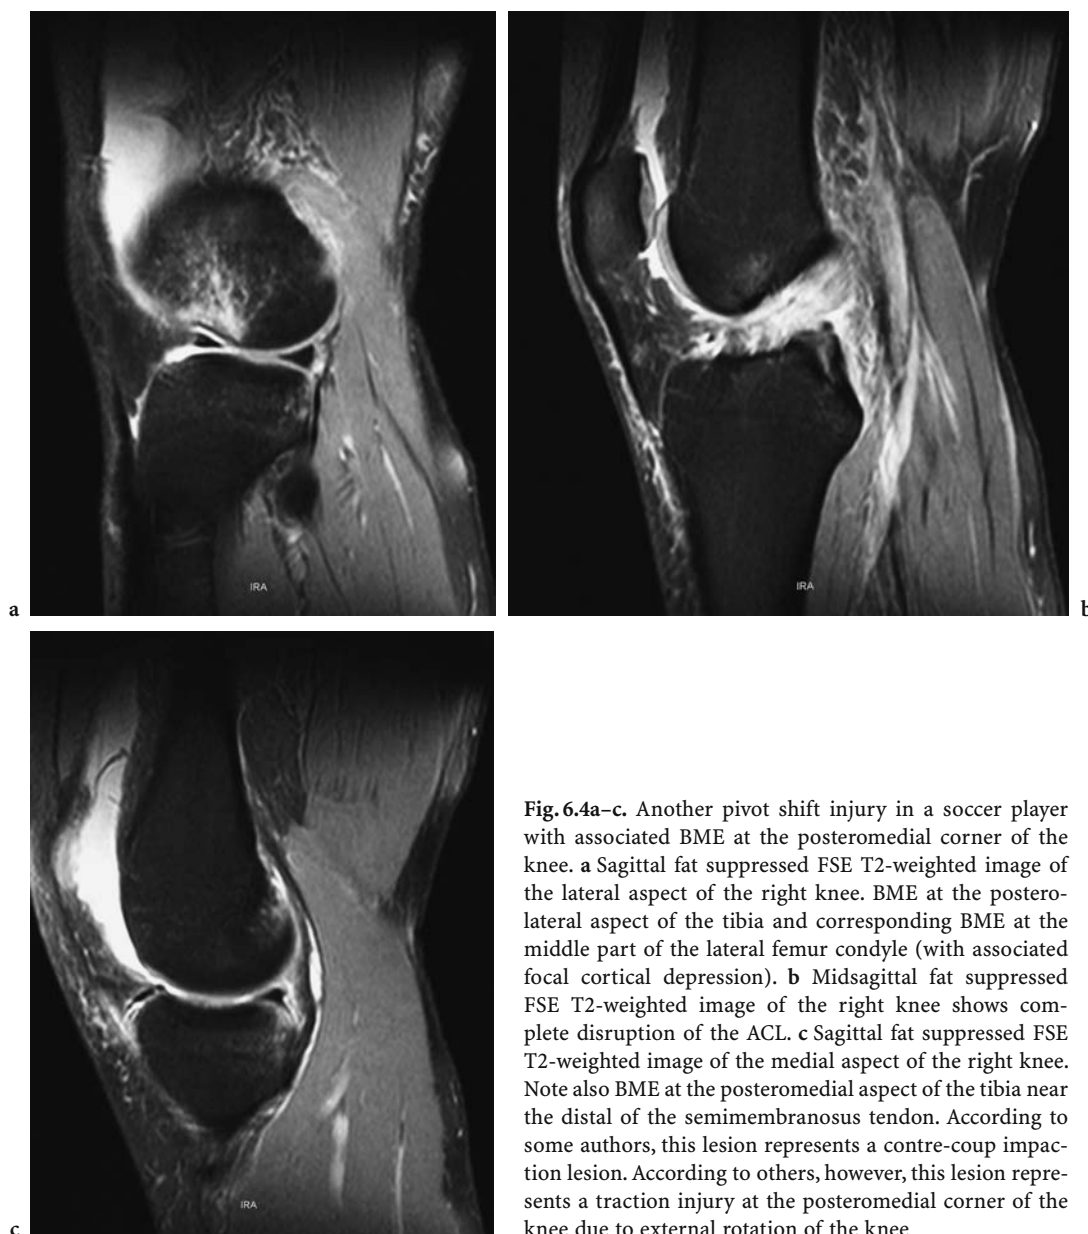 IRA
IRA
a
b
IRA
c
Fig. 6.4a–c. Another pivot shift injury in a soccer player
with associated BME at the posteromedial corner of the
knee. a Sagittal fat suppressed FSE T2-weighted image of
the lateral aspect of the right knee. BME at the postero-
lateral aspect of the tibia and corresponding BME at the
middle part of the lateral femur condyle (with associated
focal cortical depression). b Midsagittal fat suppressed
FSE T2-weighted image of the right knee shows com-
plete disruption of the ACL. c Sagittal fat suppressed FSE
T2-weighted image of the medial aspect of the right knee.
Note also BME at the posteromedial aspect of the tibia near
the distal of the semimembranosus tendon. According to
some authors, this lesion represents a contre-coup impac-
tion lesion. According to others, however, this lesion repre-
sents a traction injury at the posteromedial corner of the
knee due to external rotation of the knee